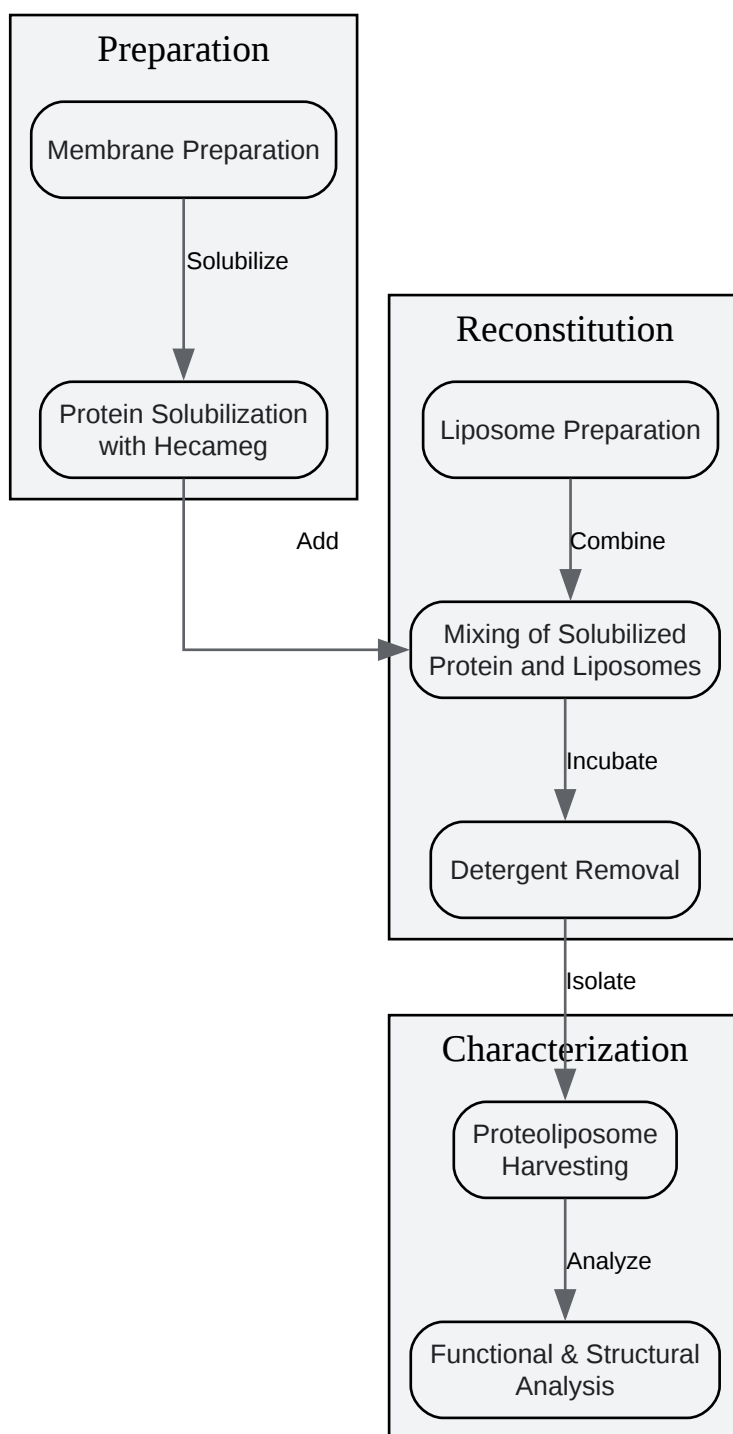 Preparation
Membrane Preparation
Solubilize
Protein Solubilization
with Hecameg
Add
Reconstitution
Liposome Preparation
Combine
Mixing of Solubilized
Protein and Liposomes
Incubate
Detergent Removal
Isolate
Characterization
Proteoliposome
Harvesting
Analyze
Functional & Structural
Analysis